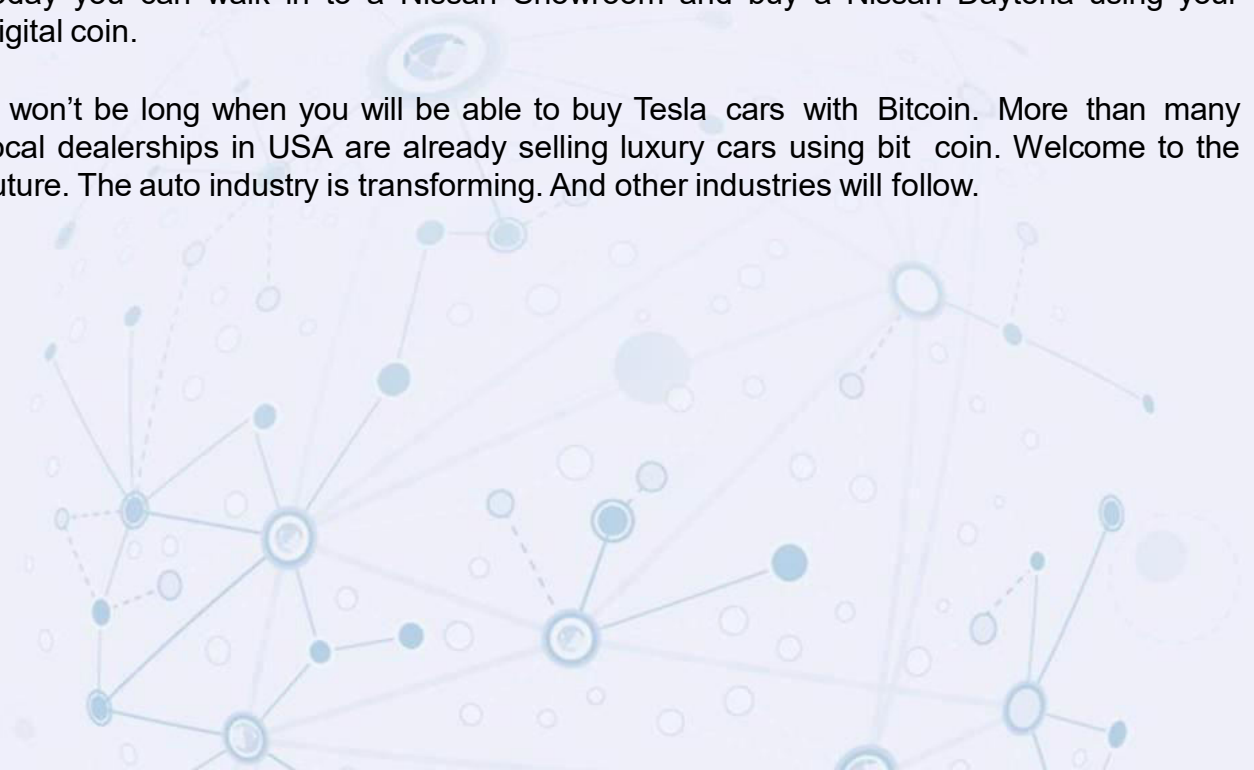 oday you can walk in to a Nissan Showroom and buy a Nissan Daytona using your
igital coin.
won’t be long when you will be able to buy Tesla cars with Bitcoin. More than many
ocal dealerships in USA are already selling luxury cars using bit coin. Welcome to the
uture. The auto industry is transforming. And other industries will follow.